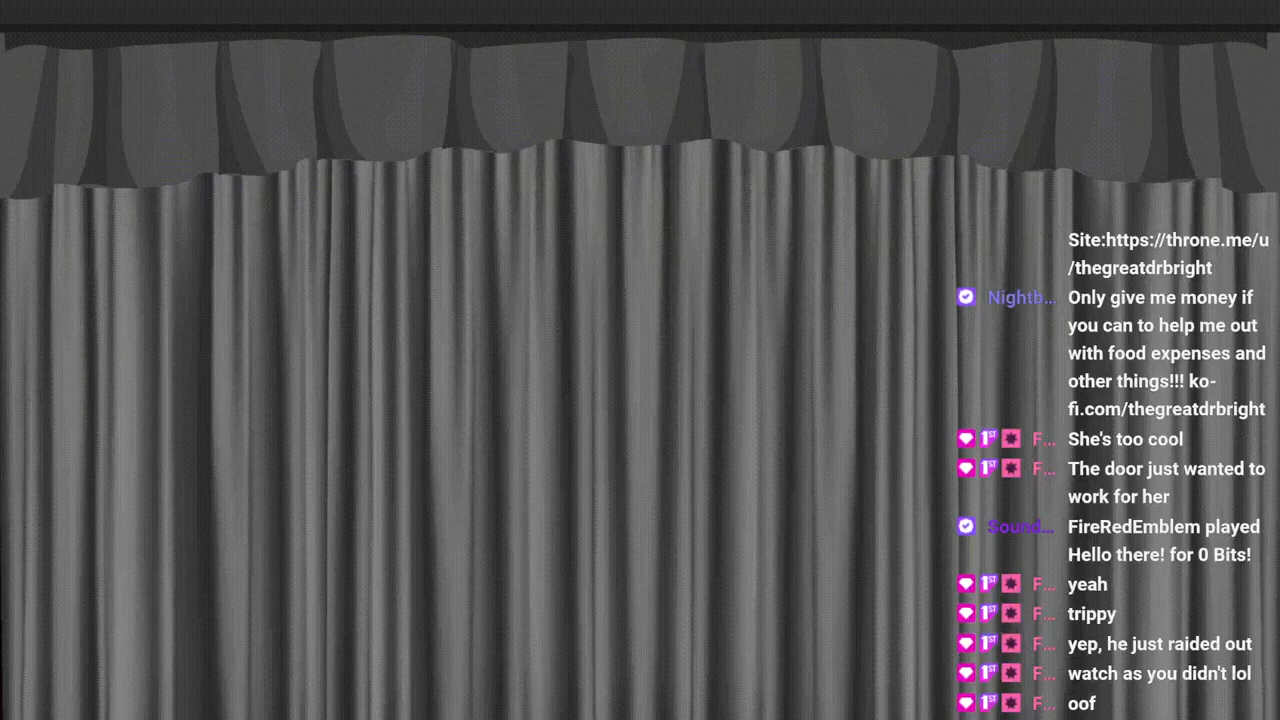 Site:https://throne.me/u
/thegreatdrbright
Nightb... Only give me money if
you can to help me out
with food expenses and
other things!!! ko-
fi.com/thegreatdrbright
1ST F... She's too cool
1ST F... The door just wanted to
work for her
Sound... FireRedEmblem played
Hello there! for 0 Bits!
1ST F... yeah
1ST F... trippy
1ST F... yep, he just raided out
1ST F... watch as you didn't lol
1ST F... oof